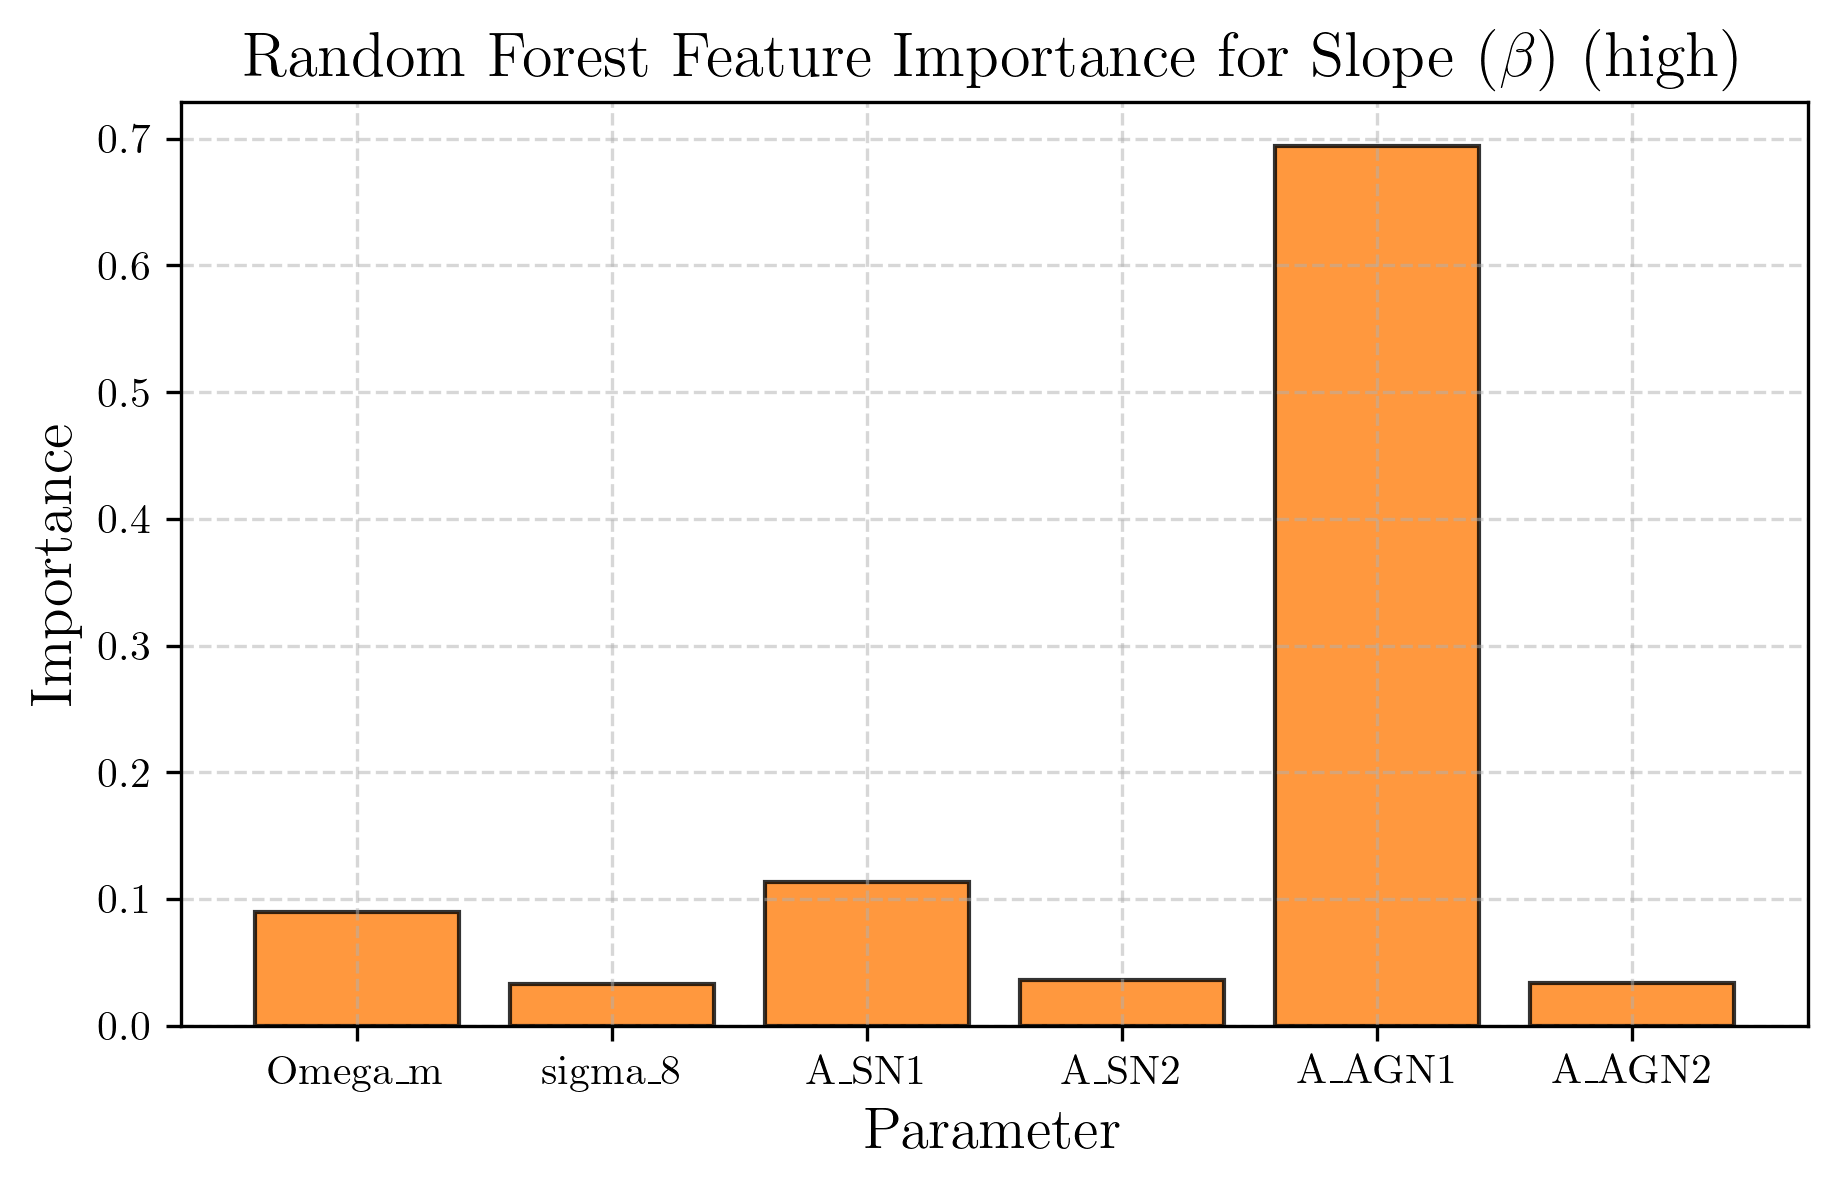 Random Forest Feature Importance for Slope (β) (high)
Importance
0.7
0.6
0.5
0.4
0.3
0.2
0.1
0.0
Omega_m sigma_8 A_SN1 A_SN2 A_AGN1 A_AGN2
Parameter